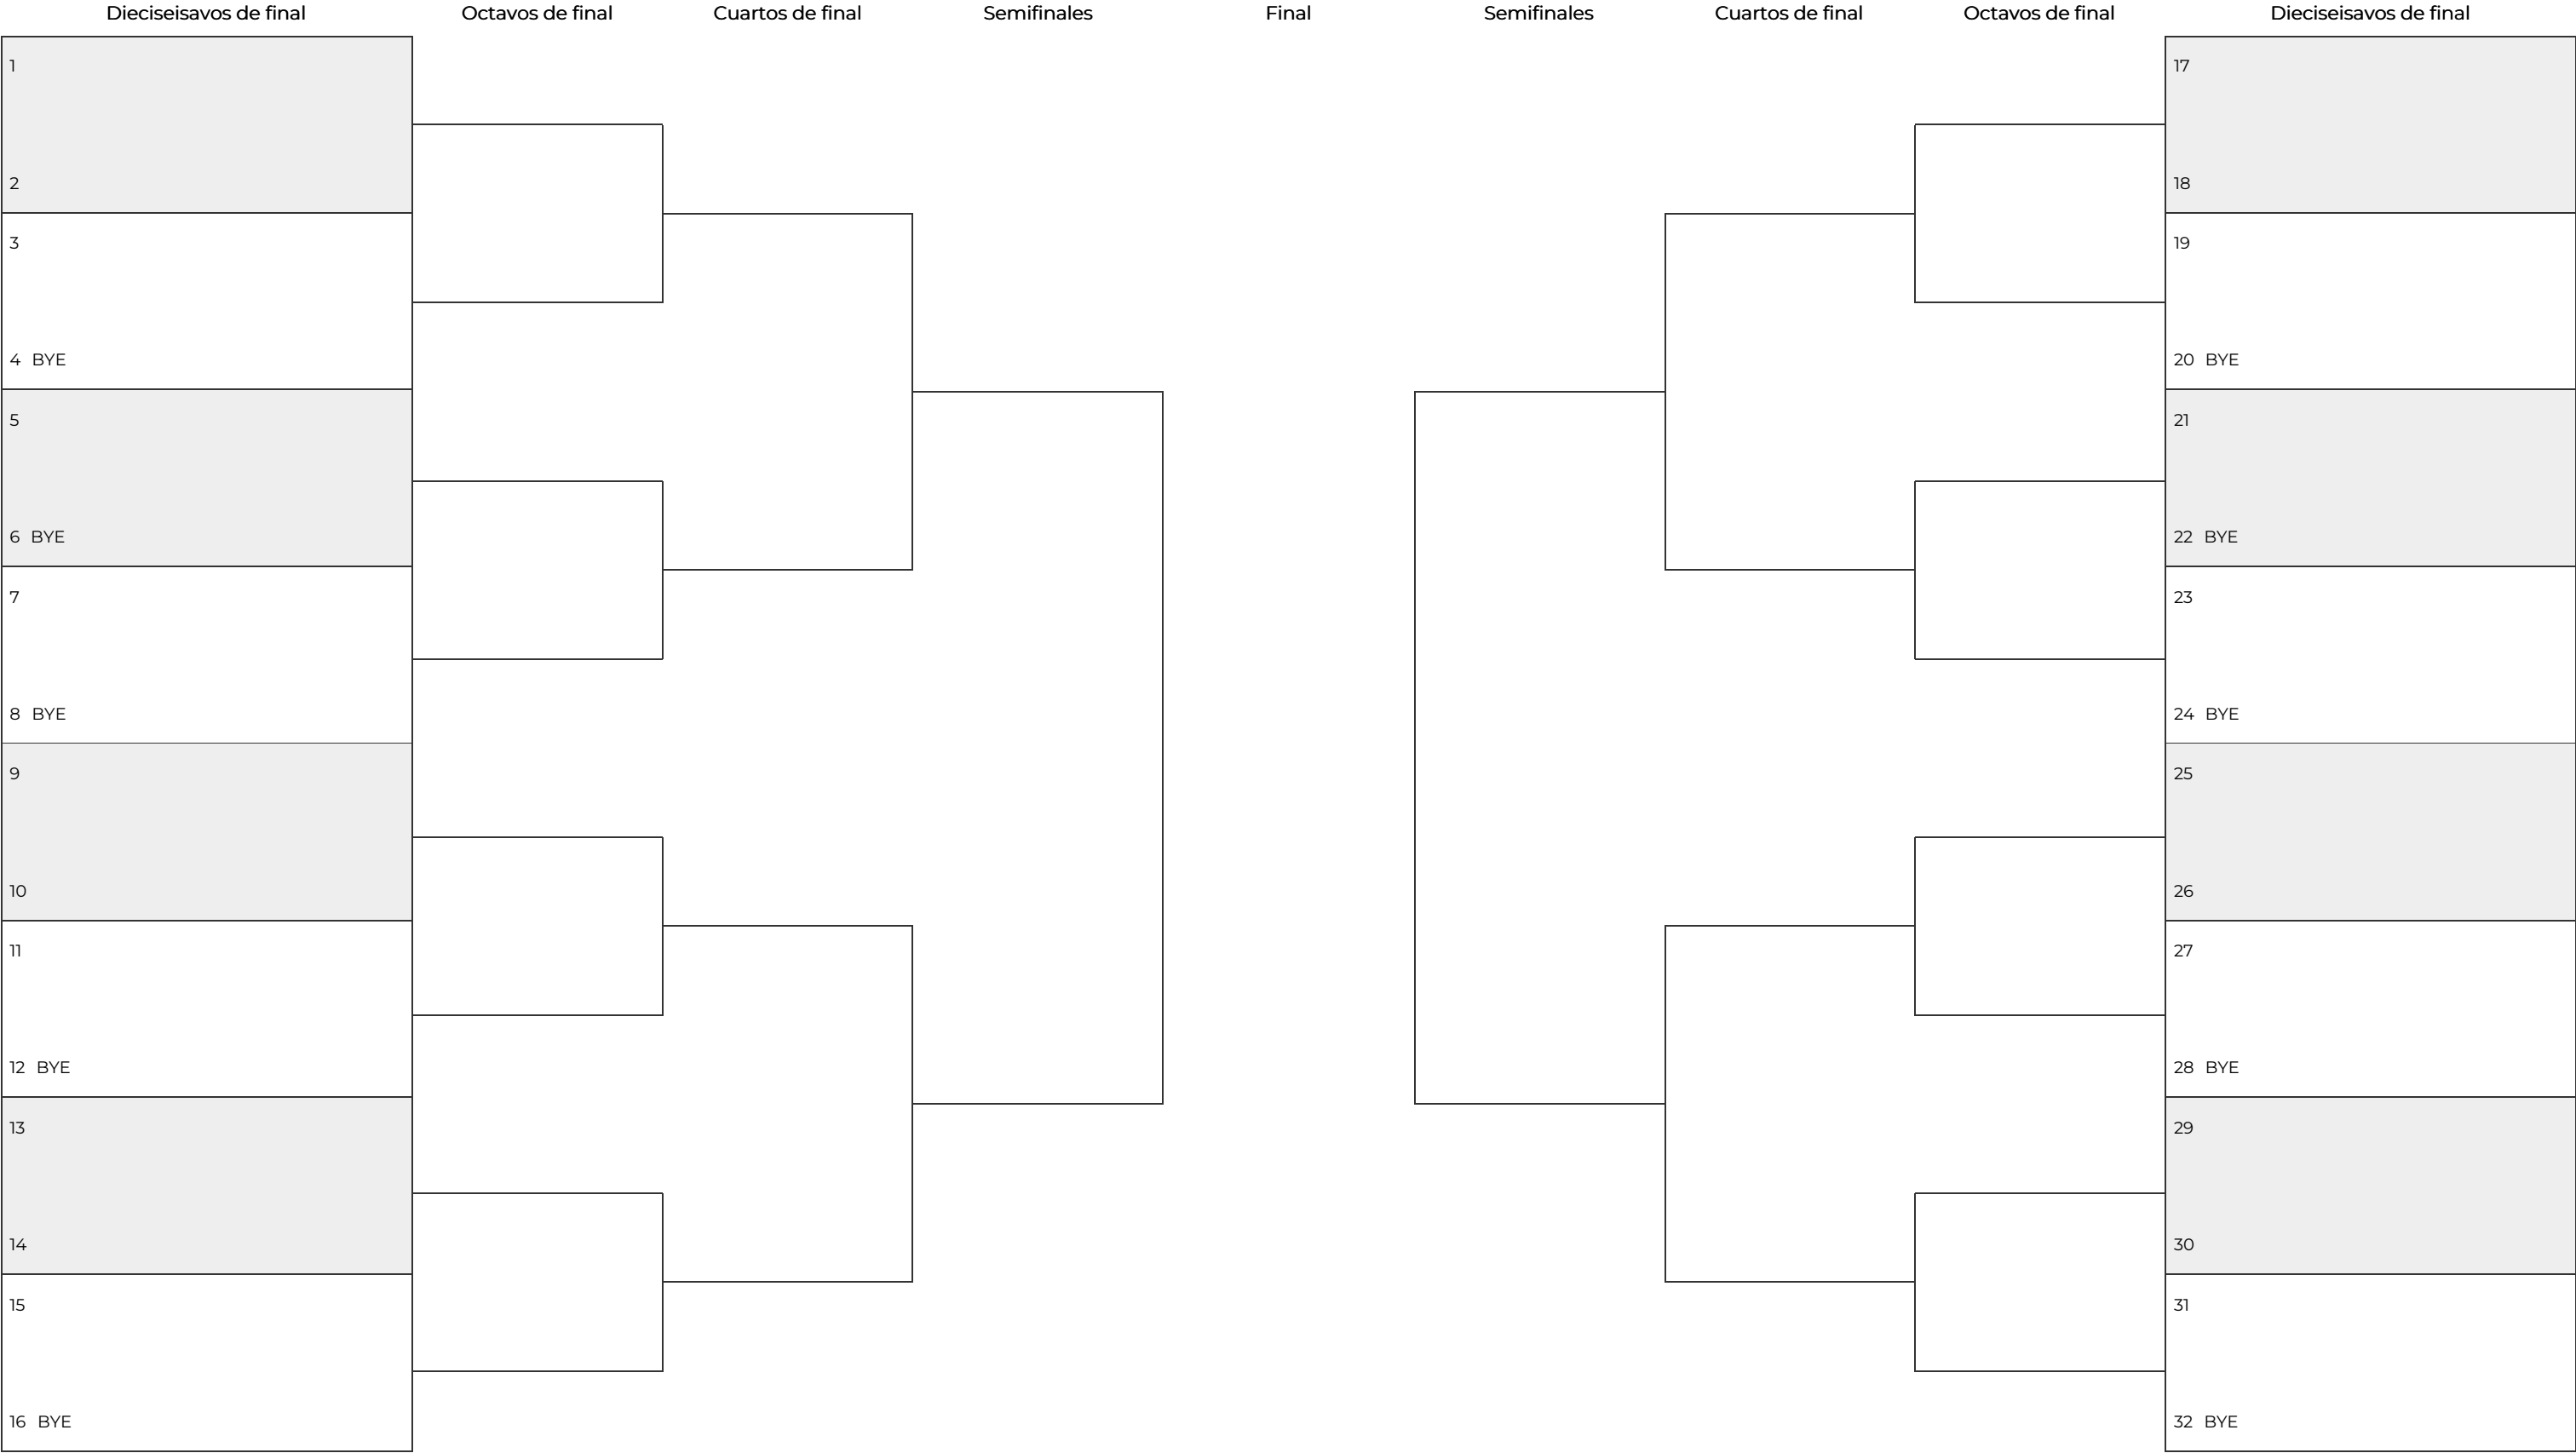 Dieciseisavos de final
Octavos de final
Cuartos de final
Semifinales
Final
Semifinales
Cuartos de final
Octavos de final
Dieciseisavos de final
1
2
3
4 BYE
5
6 BYE
7
8 BYE
9
10
11
12 BYE
13
14
15
16 BYE
17
18
19
20 BYE
21
22 BYE
23
24 BYE
25
26
27
28 BYE
29
30
31
32 BYE